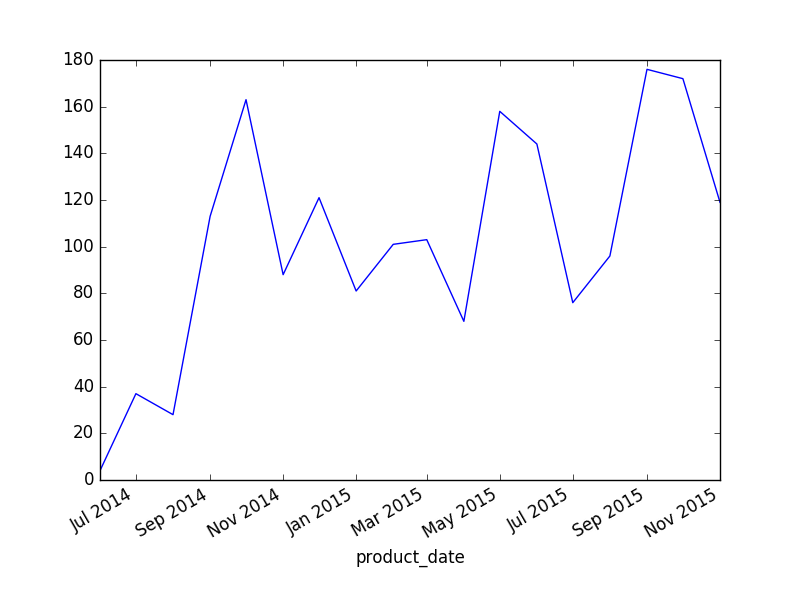 180
160
140
120
100
80
60
40
20
0
Jul 2014
Sep 2014
Nov 2014
Jan 2015
Mar 2015
May 2015
Jul 2015
Sep 2015
Nov 2015
product_date